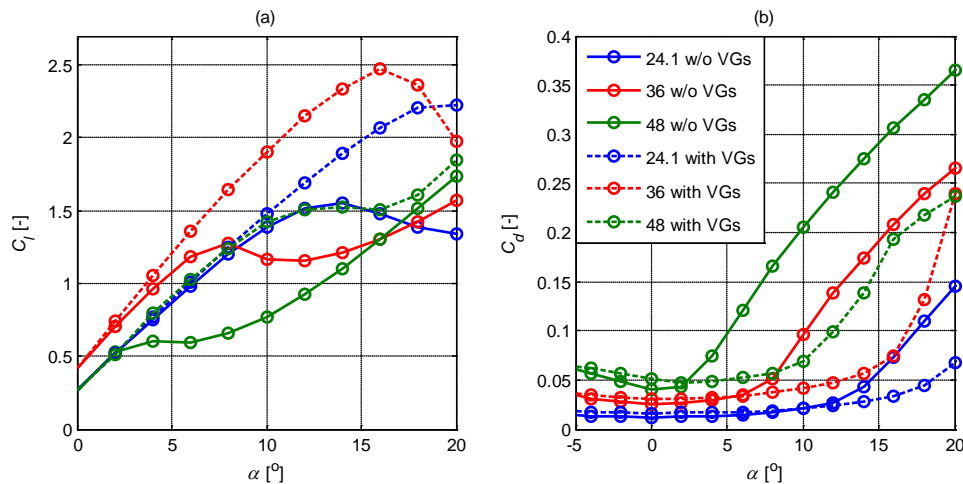 (a)
2.5
2
1.5
1
0.5
0
0
5
10
15
20
C_l [-]
α [°]
(b)
0.4
0.35
0.3
0.25
0.2
0.15
0.1
0.05
0
-5
0
5
10
15
20
C_d [-]
α [°]
24.1 w/o VGs
36 w/o VGs
48 w/o VGs
24.1 with VGs
36 with VGs
48 with VGs